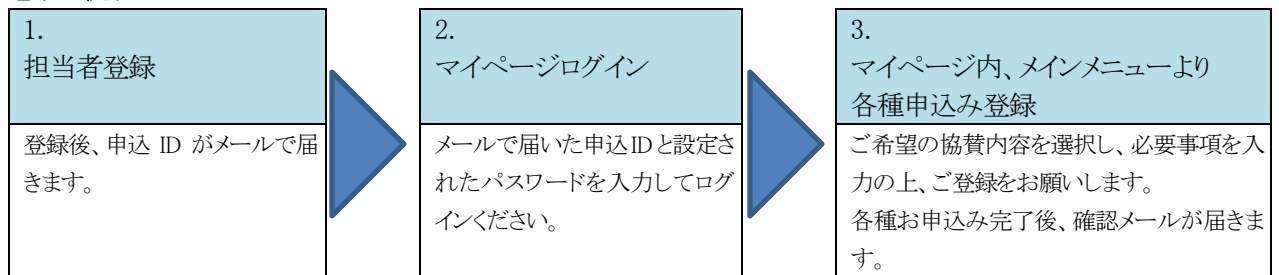 1.
担当者登録
登録後、申込 ID がメールで届
きます。
2.
マイページログイン
メールで届いた申込IDと設定さ
れたパスワードを入力してログ
インください。
3.
マイページ内、メインメニューより
各種申込み登録
ご希望の協賛内容を選択し、必要事項を入
力の上、ご登録をお願いします。
各種お申込み完了後、確認メールが届きま
す。